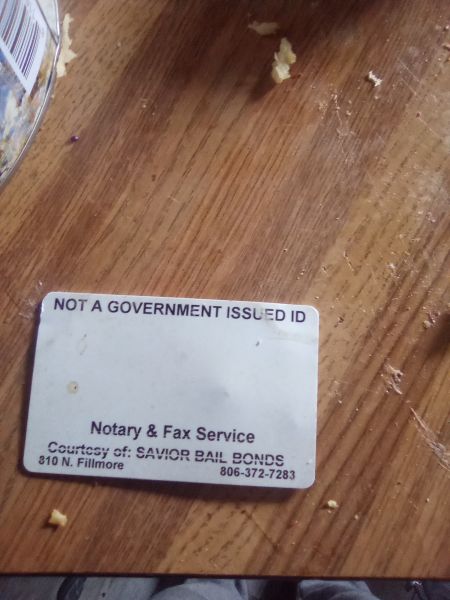 NOT A GOVERNMENT ISSUED ID
Notary & Fax Service
Courtesy of: SAVIOR BAIL BONDS
810 N. Fillmore
806-372-7283